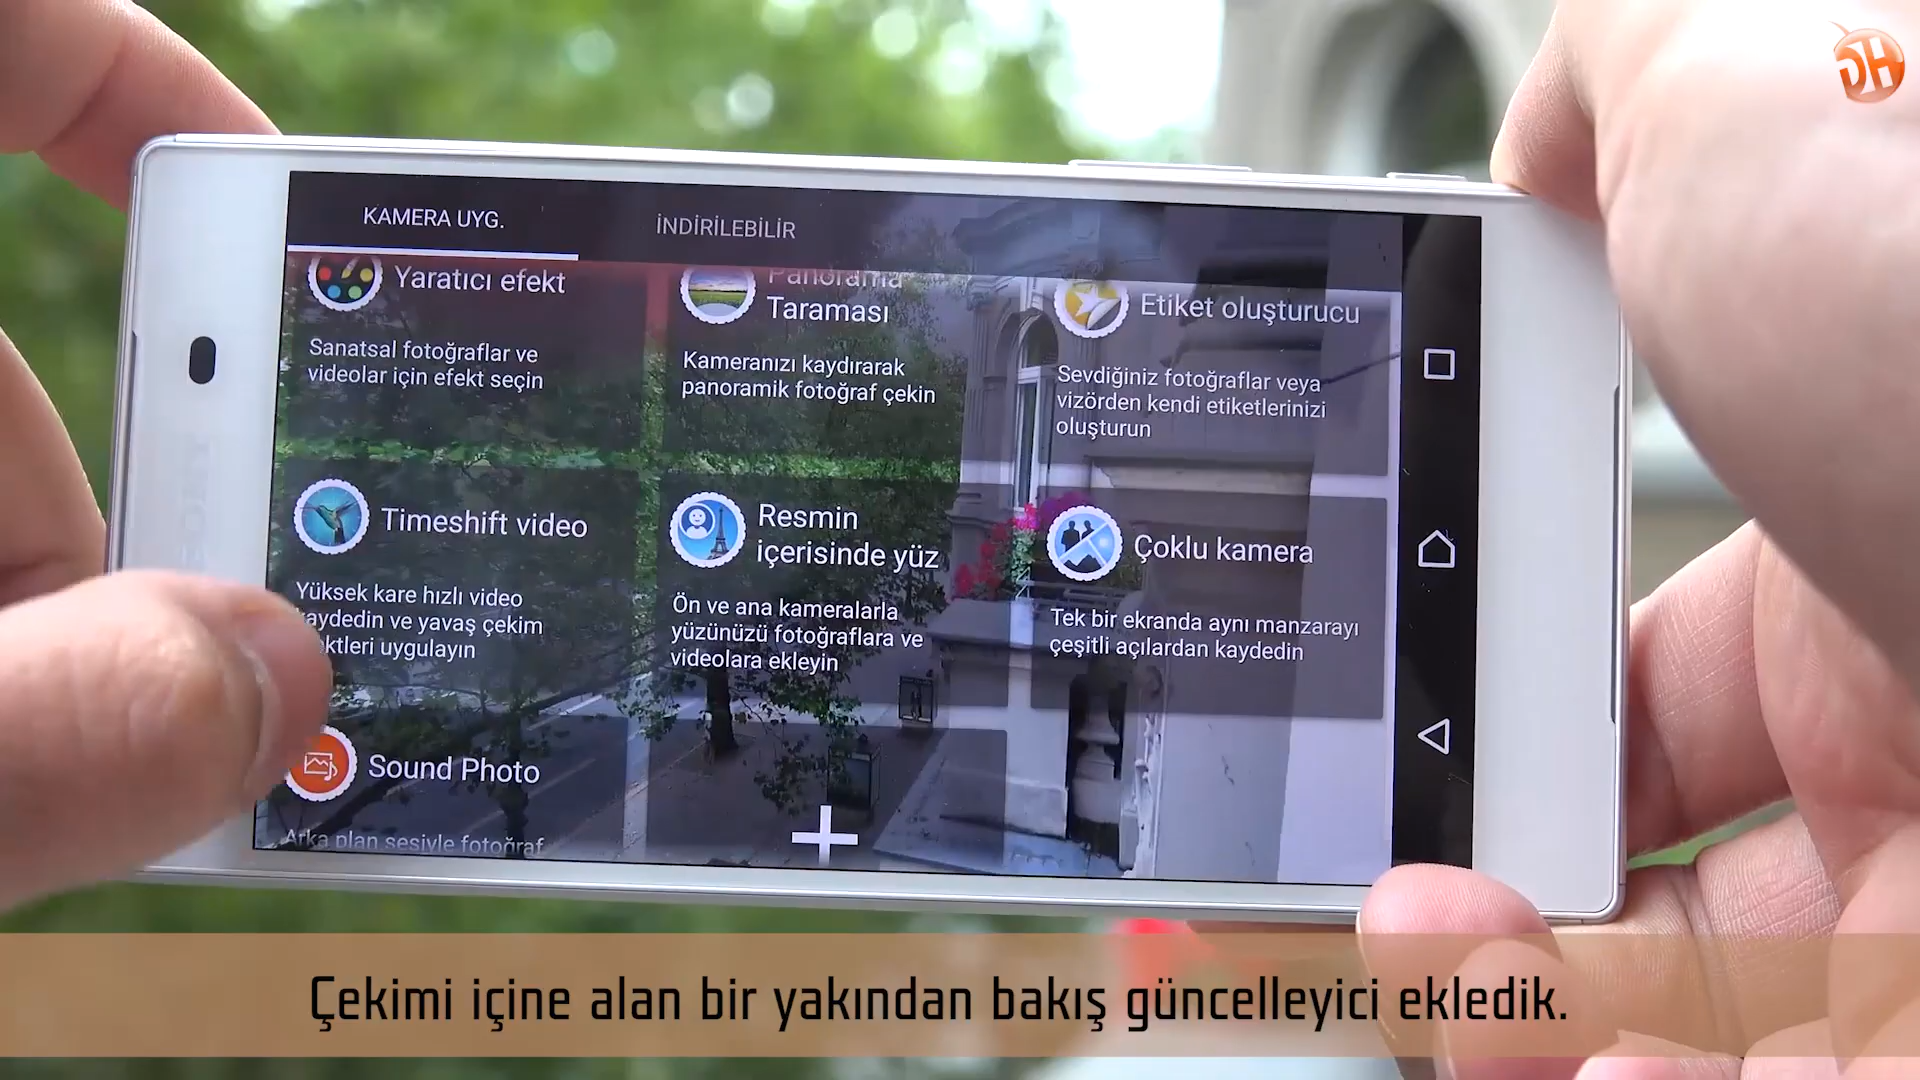 DH
KAMERA UYG.
İNDİRİLEBİLİR
Yaratıcı efekt
Sanatsal fotoğraflar ve
videolar için efekt seçin
Panorama
Taraması
Kameranızı kaydırarak
panoramik fotoğraf çekin
Etiket oluşturucu
Sevdiğiniz fotoğraflar veya
vizörden kendi etiketlerinizi
oluşturun
Timeshift video
Yüksek kare hızlı video
aydedin ve yavaş çekim
ktleri uygulayın
Resmin
içerisinde yüz
Ön ve ana kameralarla
yüzünüzü fotoğraflara ve
videolara ekleyin
Çoklu kamera
Tek bir ekranda aynı manzarayı
çeşitli açılardan kaydedin
Sound Photo
Arka plan sesiyle fotoğraf
Çekimi içine alan bir yakından bakış güncelleyici ekledik.